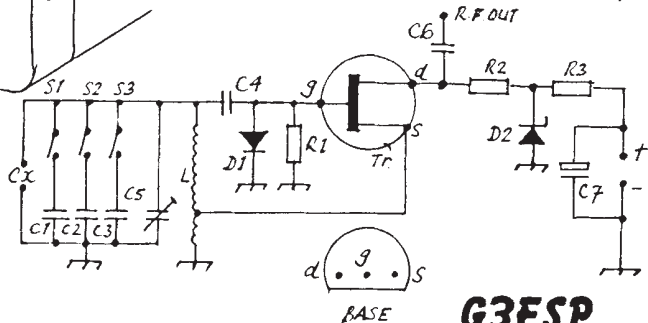 R.F OUT
C6
S1 S2 S3
C4 g d R2 R3
D1 R1 S D2
Tr
Cx L C5 C7
+
-
C1 C2 C3
d g S
BASE
G3ESP